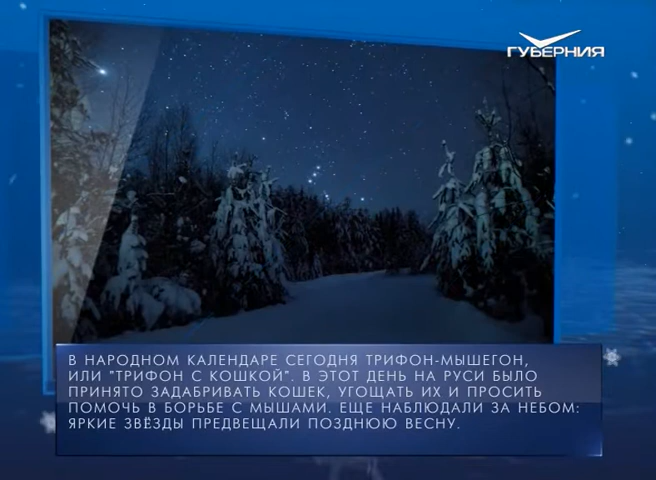 ГУБЕРНИЯ
В НАРОДНОМ КАЛЕНДАРЕ СЕГОДНЯ ТРИФОН-МЫШЕГОН,
ИЛИ "ТРИФОН С КОШКОЙ". В ЭТОТ ДЕНЬ НА РУСИ БЫЛО
ПРИНЯТО ЗАДАБРИВАТЬ КОШЕК, УГОЩАТЬ ИХ И ПРОСИТЬ
ПОМОЧЬ В БОРЬБЕ С МЫШАМИ. ЕЩЕ НАБЛЮДАЛИ ЗА НЕБОМ:
ЯРКИЕ ЗВЁЗДЫ ПРЕДВЕЩАЛИ ПОЗДНЮЮ ВЕСНУ.